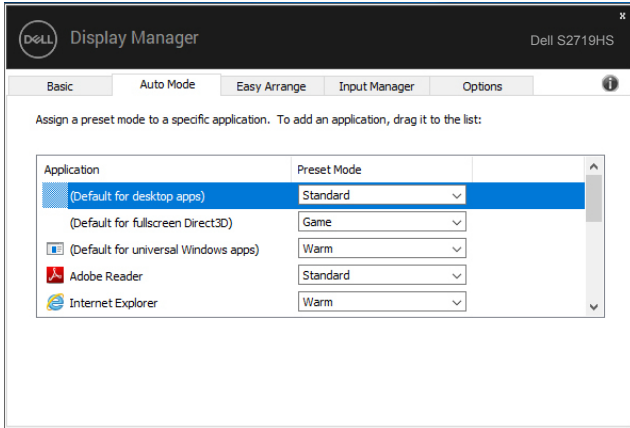 x
DELL Display Manager
Dell S2719HS
Basic Auto Mode Easy Arrange Input Manager Options i
Assign a preset mode to a specific application. To add an application, drag it to the list:
Application Preset Mode
(Default for desktop apps) Standard
(Default for fullscreen Direct3D) Game
(Default for universal Windows apps) Warm
Adobe Reader Standard
Internet Explorer Warm